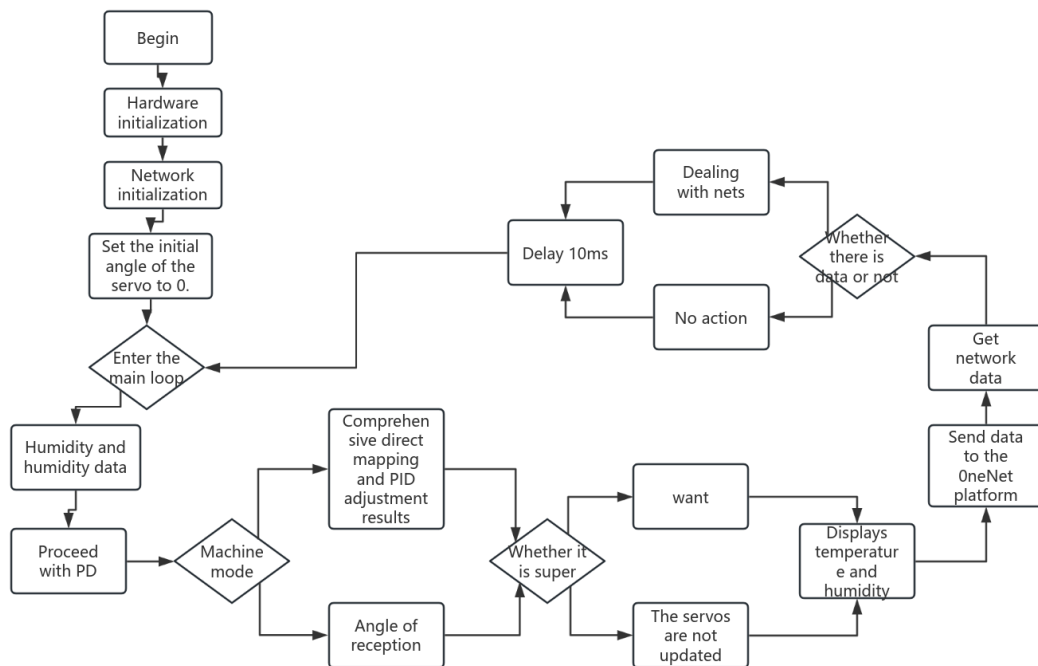 Begin
Hardware
initialization
Network
initialization
Set the initial
angle of the
servo to 0.
Enter the
main loop
Humidity and
humidity data
Proceed
with PD
Machine
mode
Comprehen
sive direct
mapping
and PID
adjustment
results
Angle of
reception
Whether it
is super
want
The servos
are not
updated
Displays
temperatur
e and
humidity
Send data
to the
0neNet
platform
Get
network
data
Whether
there is
data or not
Dealing
with nets
No action
Delay 10ms